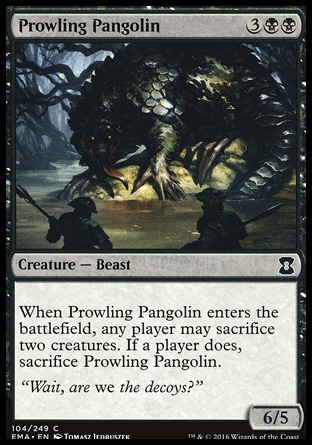 Prowling Pangolin 3
Creature — Beast
When Prowling Pangolin enters the
battlefield, any player may sacrifice
two creatures. If a player does,
sacrifice Prowling Pangolin.
“Wait, are we the decoys?”
6/5
104/249 C
EMA • EN Tomasz Jedruszek
™ & © 2016 Wizards of the Coast